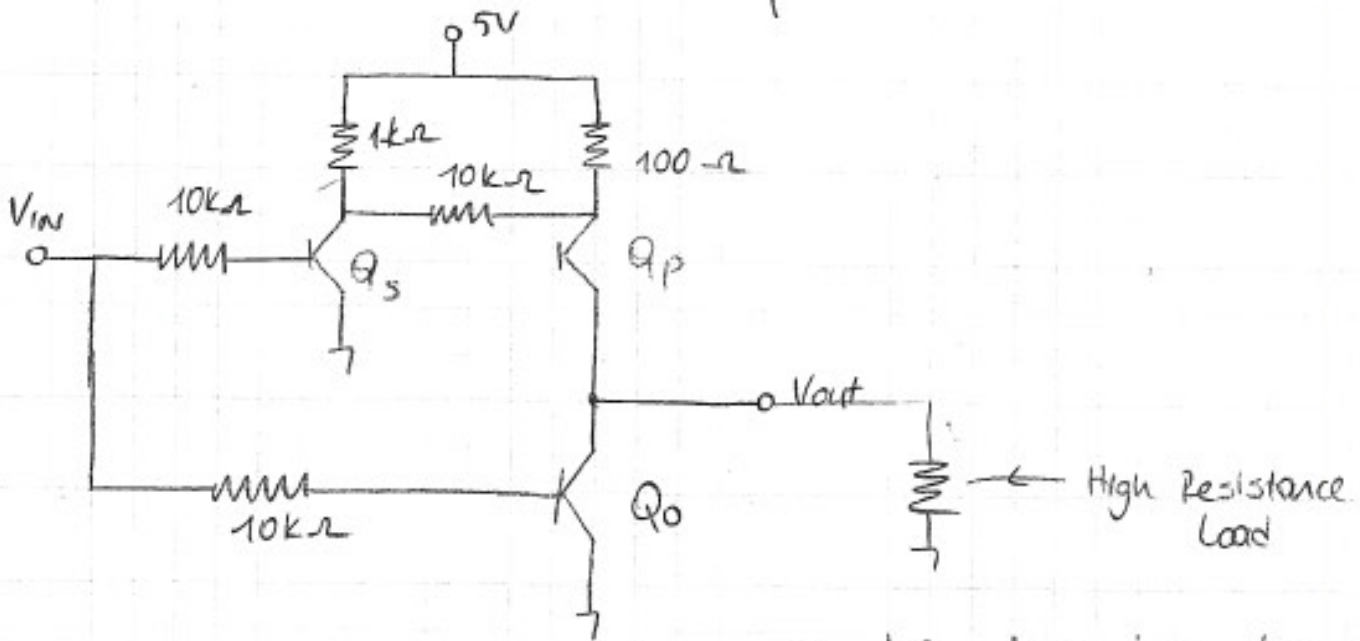 5V
1kΩ
100-Ω
10kΩ
10kΩ
VIN
Qs
Qp
Vout
Q0
10kΩ
High Resistance
Load